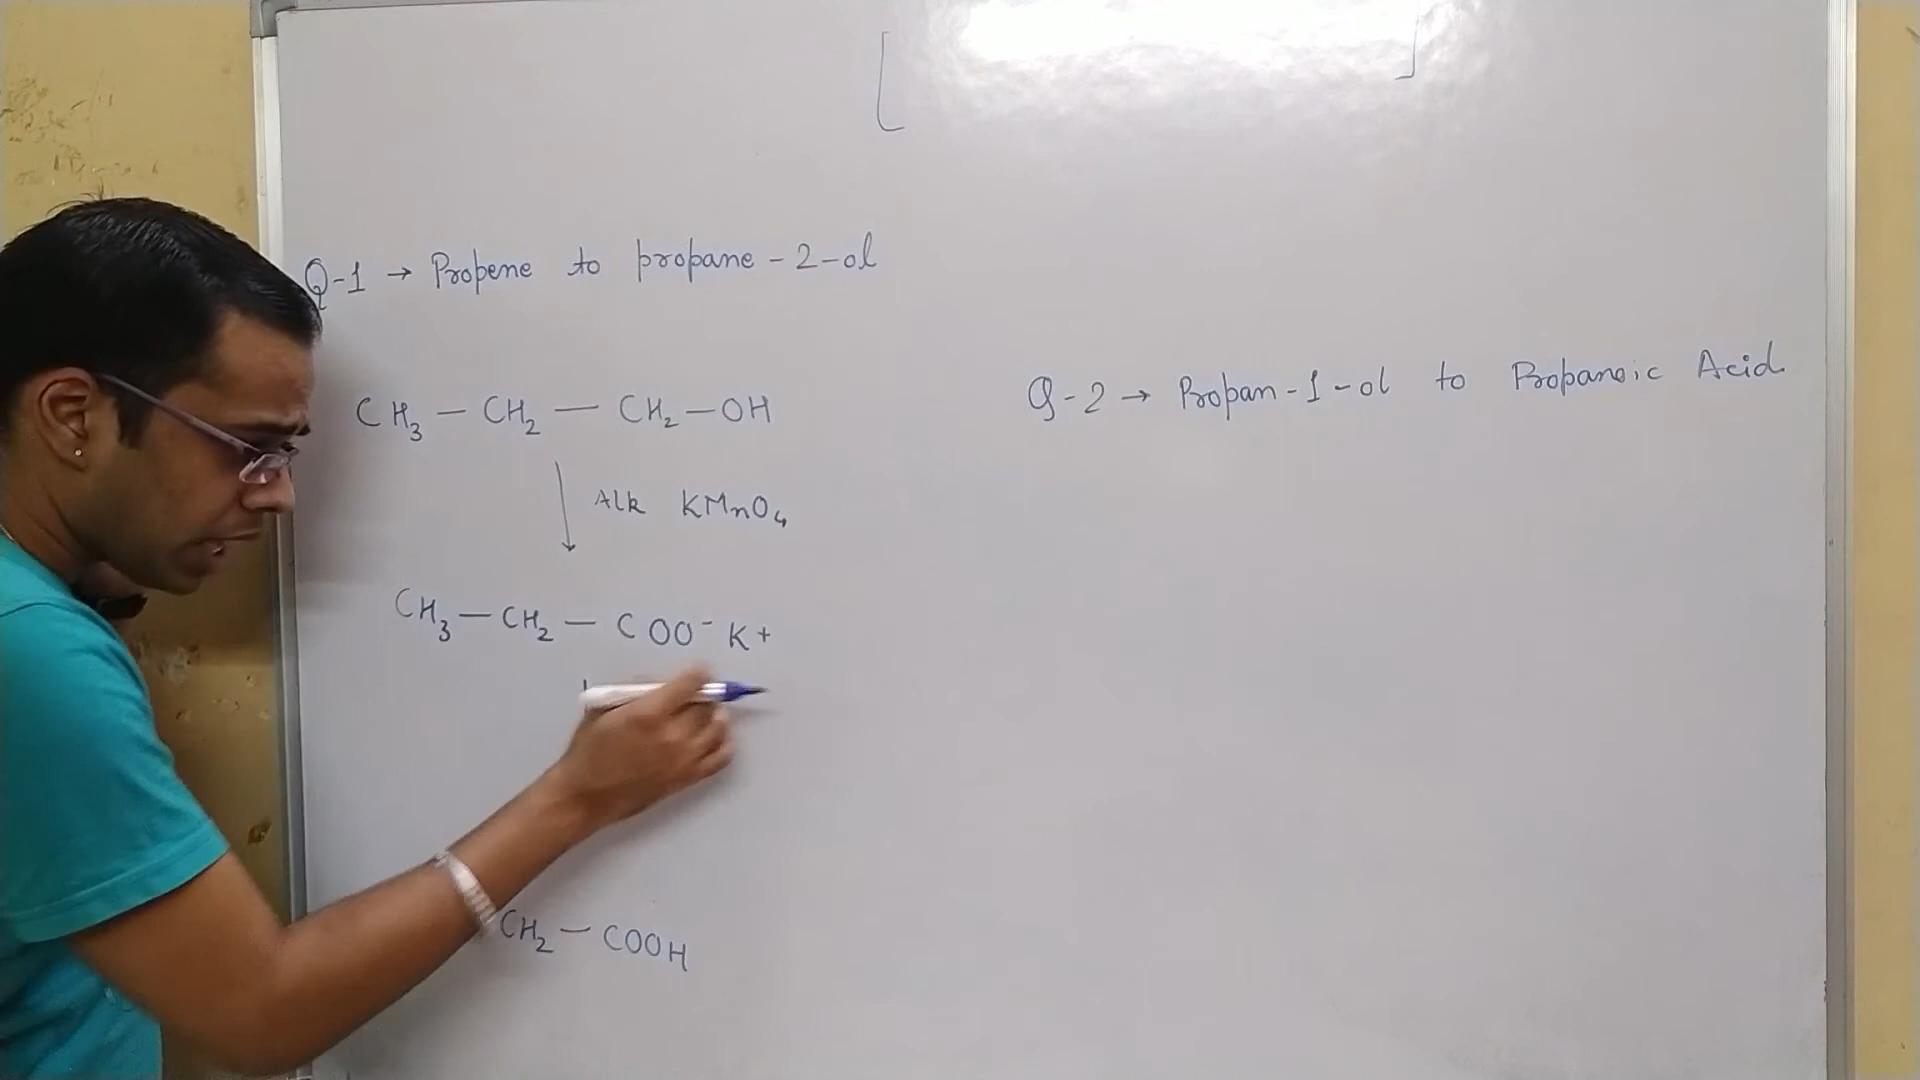 Q-1 → Propene to propane-2-ol
CH₃ — CH₂ — CH₂—OH
Alk KMnO₄
CH₃ — CH₂ — COO⁻ K+
CH₂ — COOH
Q-2 → Propan-1-ol to Propanoic Acid